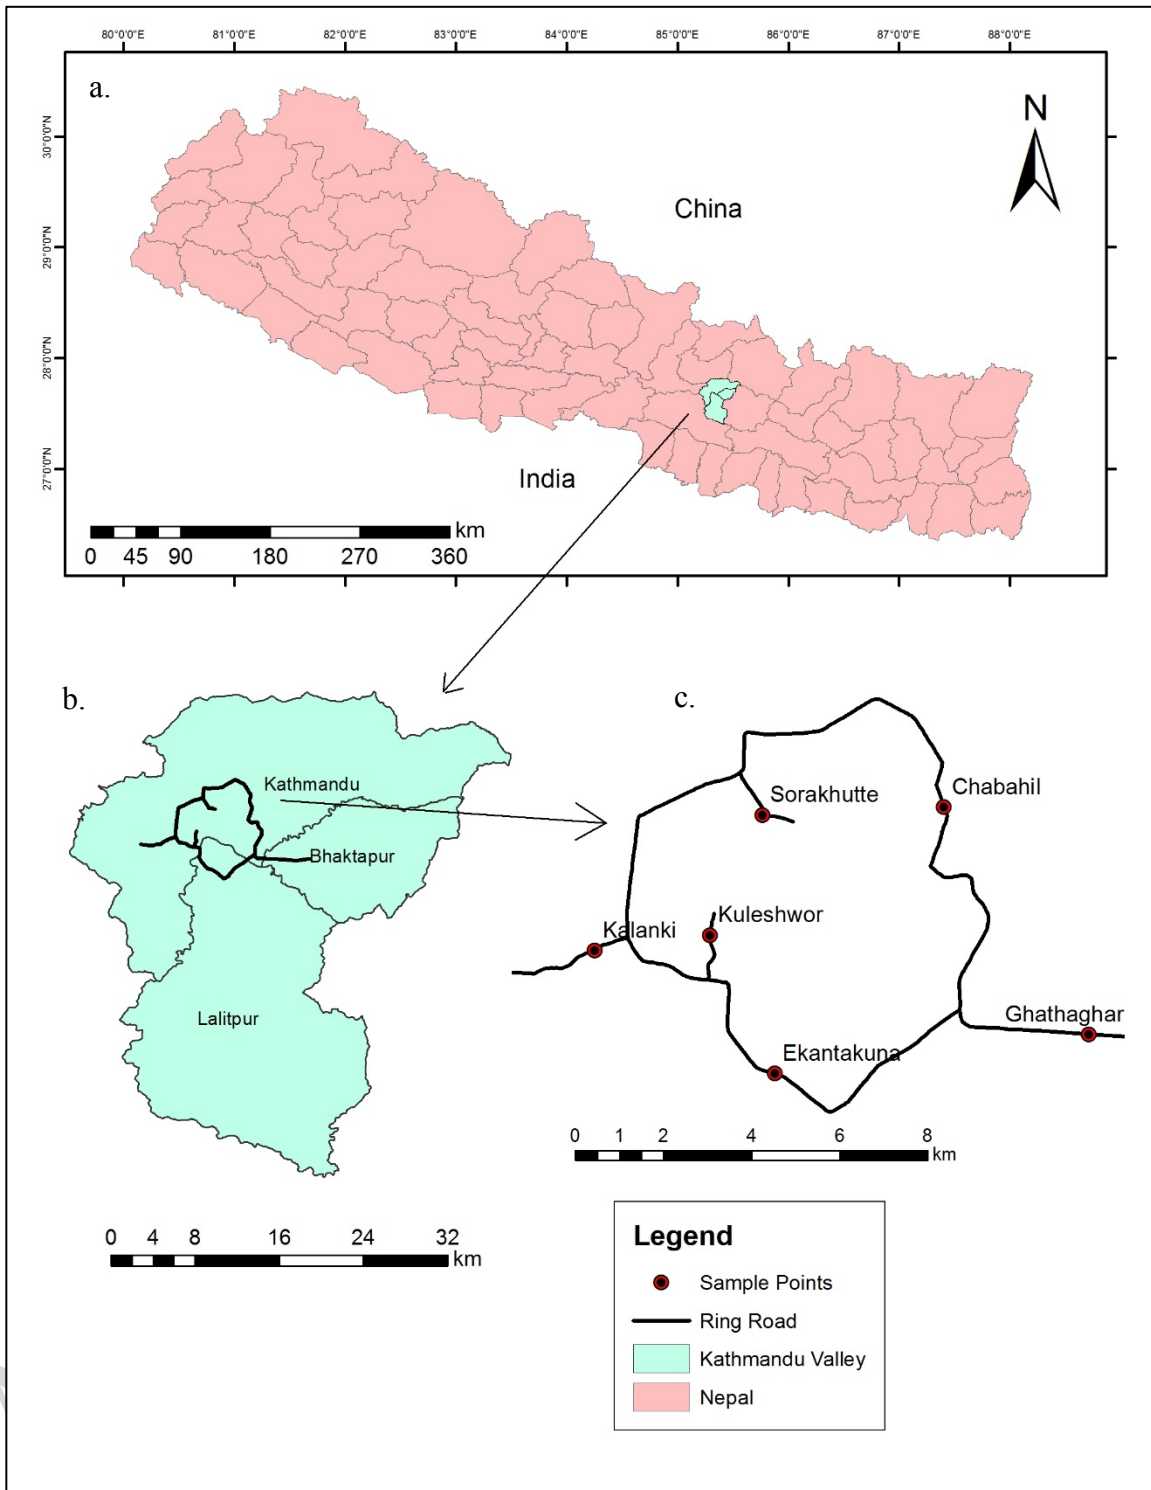 80°0'0"E 81°0'0"E 82°0'0"E 83°0'0"E 84°0'0"E 85°0'0"E 86°0'0"E 87°0'0"E 88°0'0"E
a.
N
30°0'0"N
29°0'0"N
28°0'0"N
27°0'0"N
China
India
km
0 45 90 180 270 360
b.
Kathmandu
Bhaktapur
Lalitpur
0 4 8 16 24 32
km
c.
Sorakhutte
Chabahil
Kuleshwor
Kalanki
Ghathaghar
Ekantakuna
0 1 2 4 6 8
km
Legend
Sample Points
Ring Road
Kathmandu Valley
Nepal